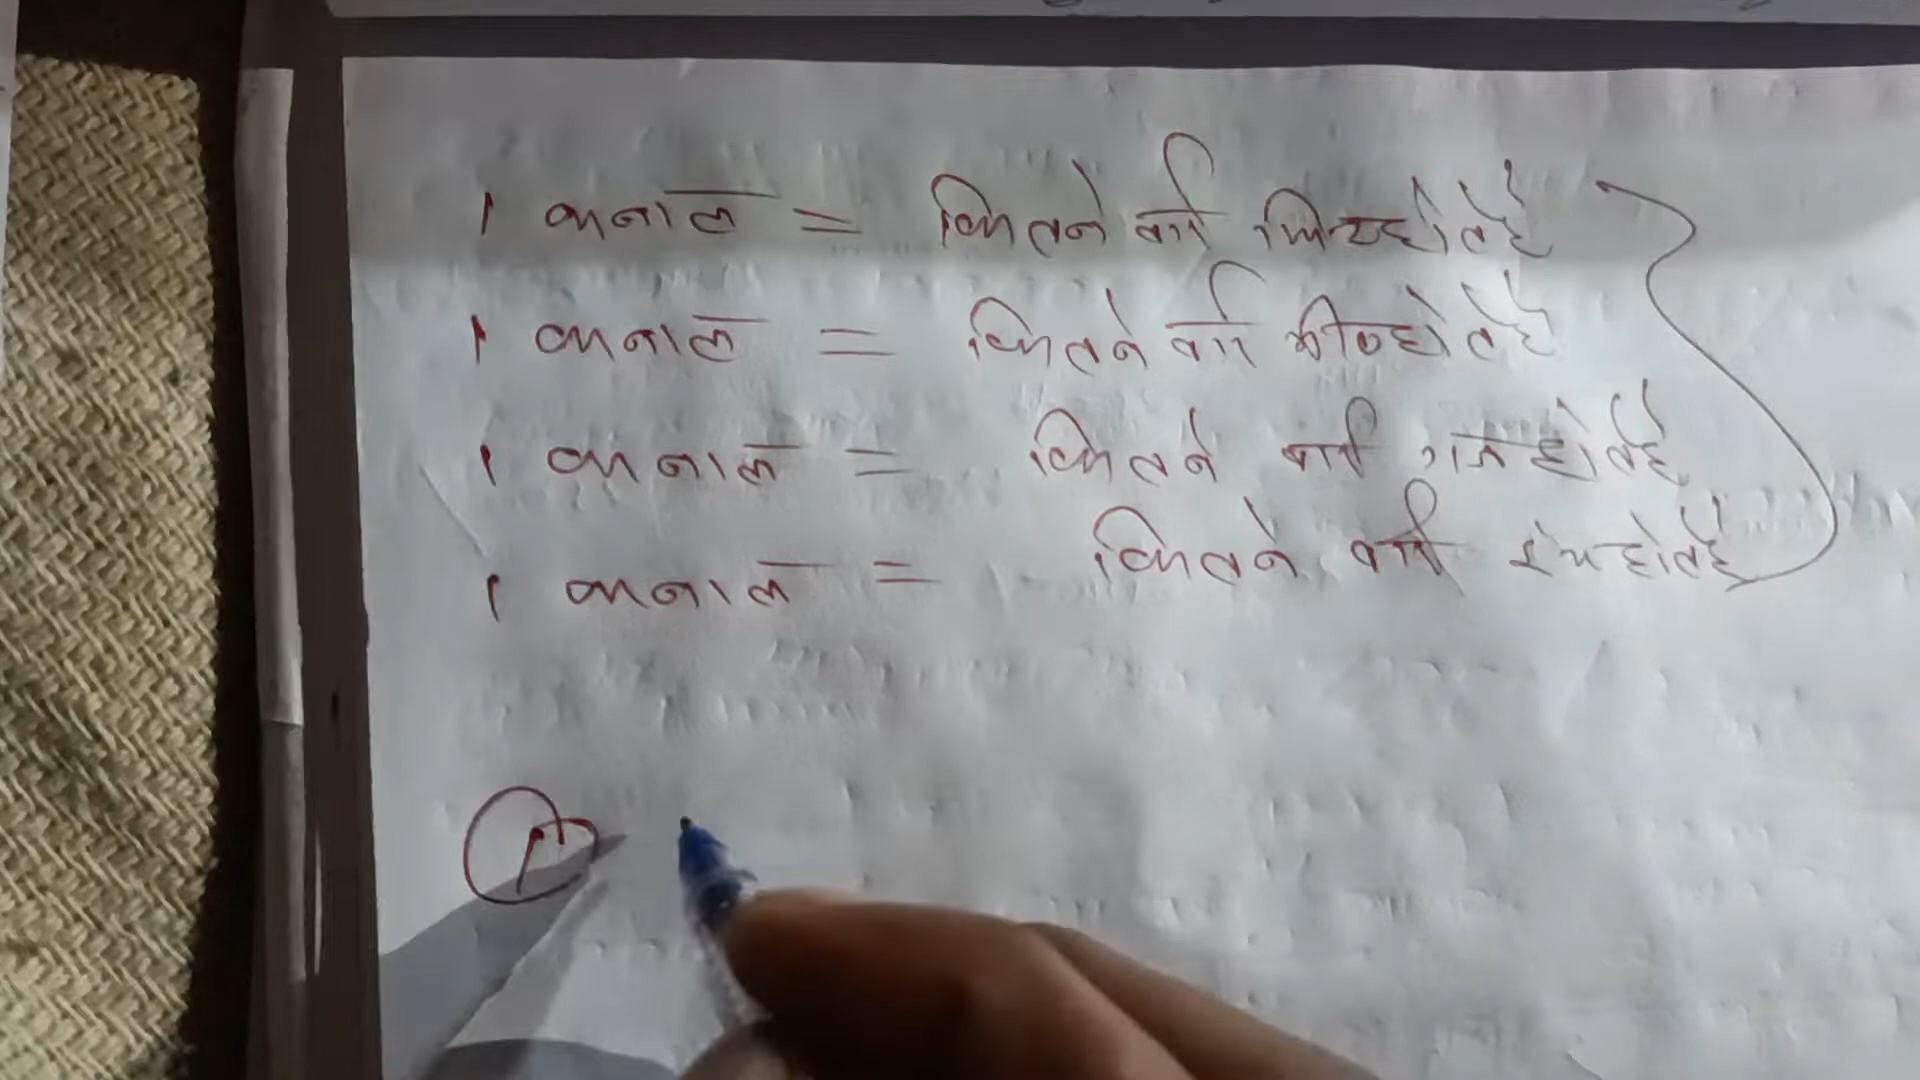 1 कनाल = कितने वर्ग मिटर होते है
1 कनाल = कितने वर्ग फीट होते है
1 कनाल = कितने वर्ग गज होते है
1 कनाल = कितने वर्ग इंच होते है